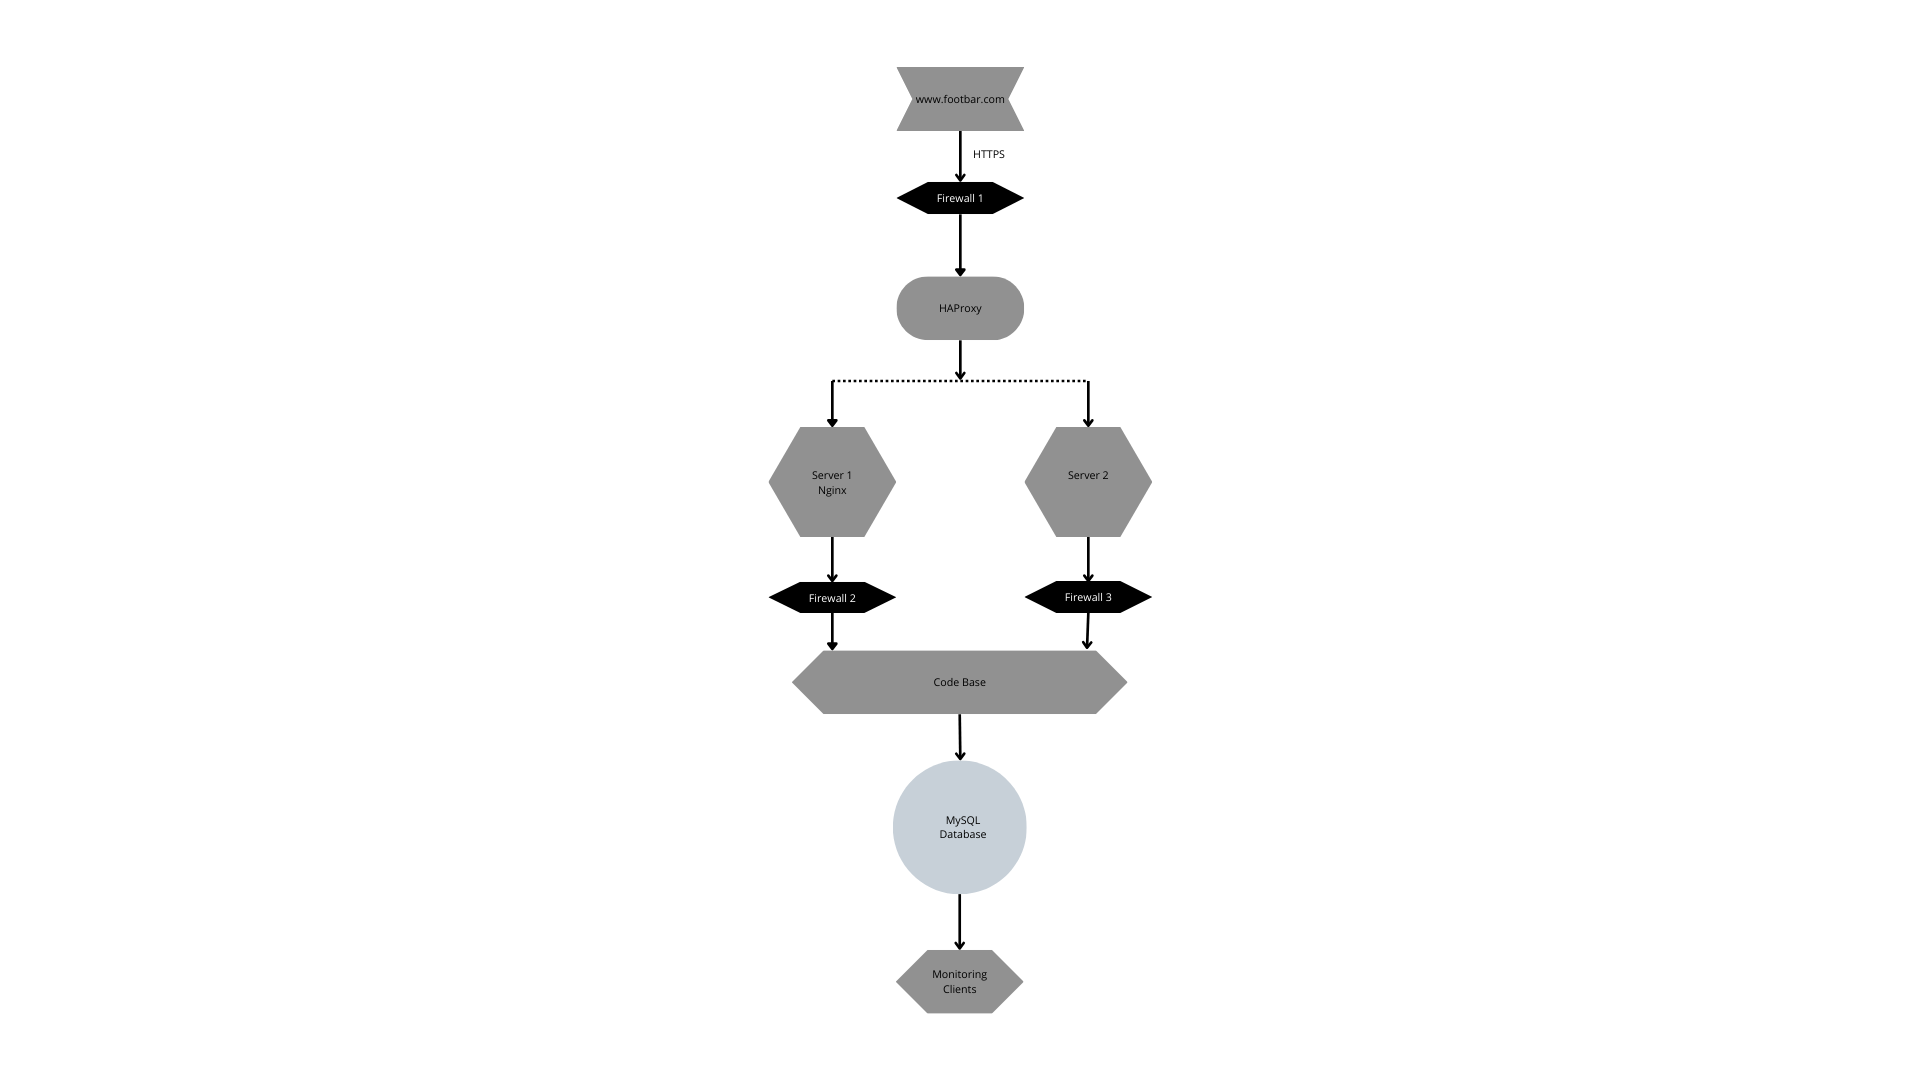 www.footbar.com
HTTPS
Firewall 1
HAProxy
Server 1
Nginx
Server 2
Firewall 2
Firewall 3
Code Base
MySQL
Database
Monitoring
Clients